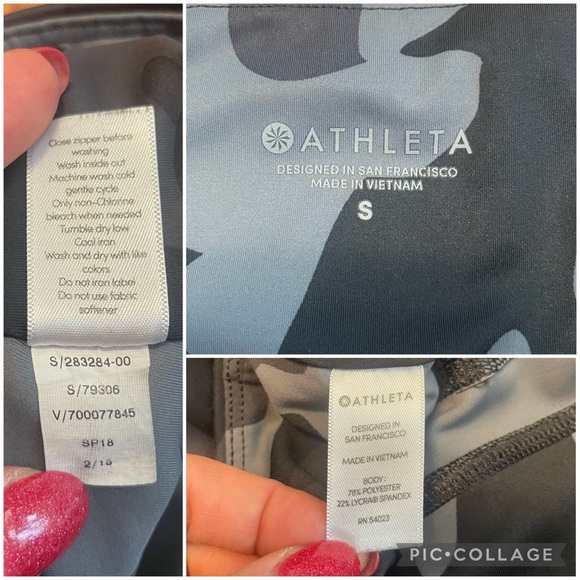 Close zipper before
washing
Wash inside out
Machine wash cold
gentle cycle
Only non-Chlorine
bleach when needed
Tumble dry low
Cool iron
Wash and dry with like
colors
Do not iron label
Do not use fabric
softener
S/283284-00
S/79306
V/700077845
SP18
2/18
ATHLETA
DESIGNED IN SAN FRANCISCO
MADE IN VIETNAM
S
ATHLETA
DESIGNED IN
SAN FRANCISCO
MADE IN VIETNAM
BODY:
78% POLYESTER
22% LYCRA® SPANDEX
RN 54023
PIC•COLLAGE